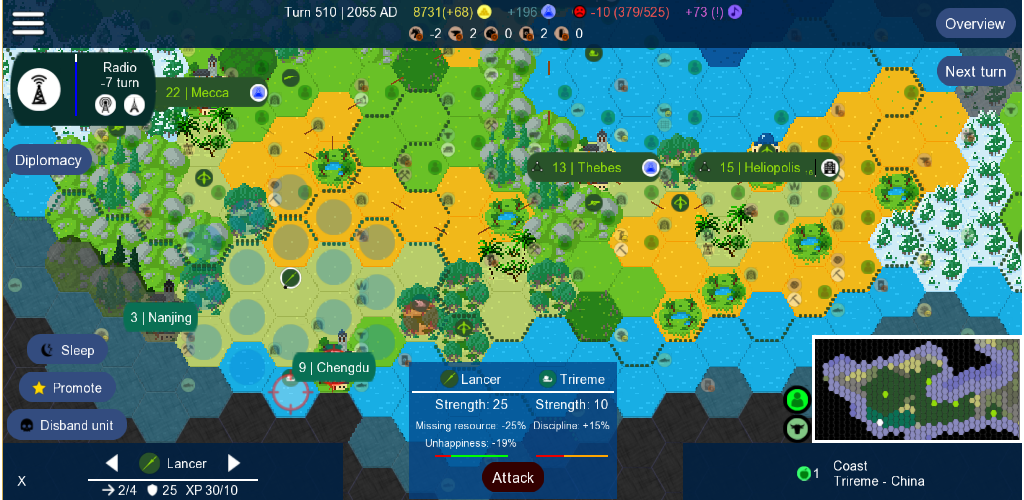 Turn 510 | 2055 AD 8731(+68) +196 -10 (379/525) +73 (!)
-2 2 0 2 0
Overview
Radio
-7 turn
Next turn
22 | Mecca
Diplomacy
13 | Thebes
15 | Heliopolis
3 | Nanjing
Sleep
9 | Chengdu
Promote
Disband unit
Lancer Trireme
Strength: 25 Strength: 10
Missing resource: -25% Discipline: +15%
Unhappiness: -19%
Attack
X
Lancer
2/4 25 XP 30/10
1 Coast
Trireme - China